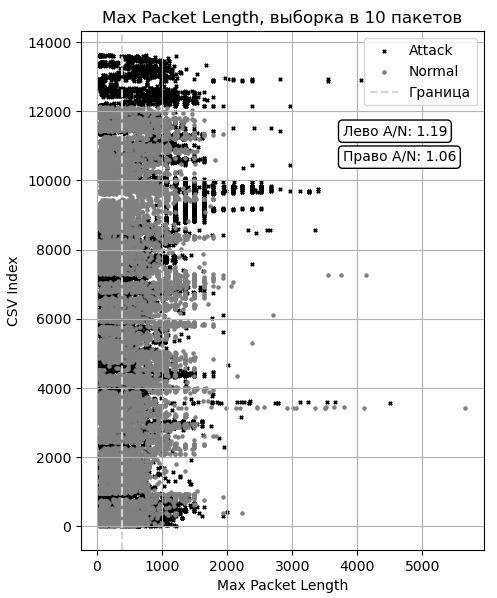 Max Packet Length, выборка в 10 пакетов
14000
12000
10000
8000
6000
4000
2000
0
CSV Index
Attack
Normal
Граница
Лево A/N: 1.19
Право A/N: 1.06
0 1000 2000 3000 4000 5000
Max Packet Length